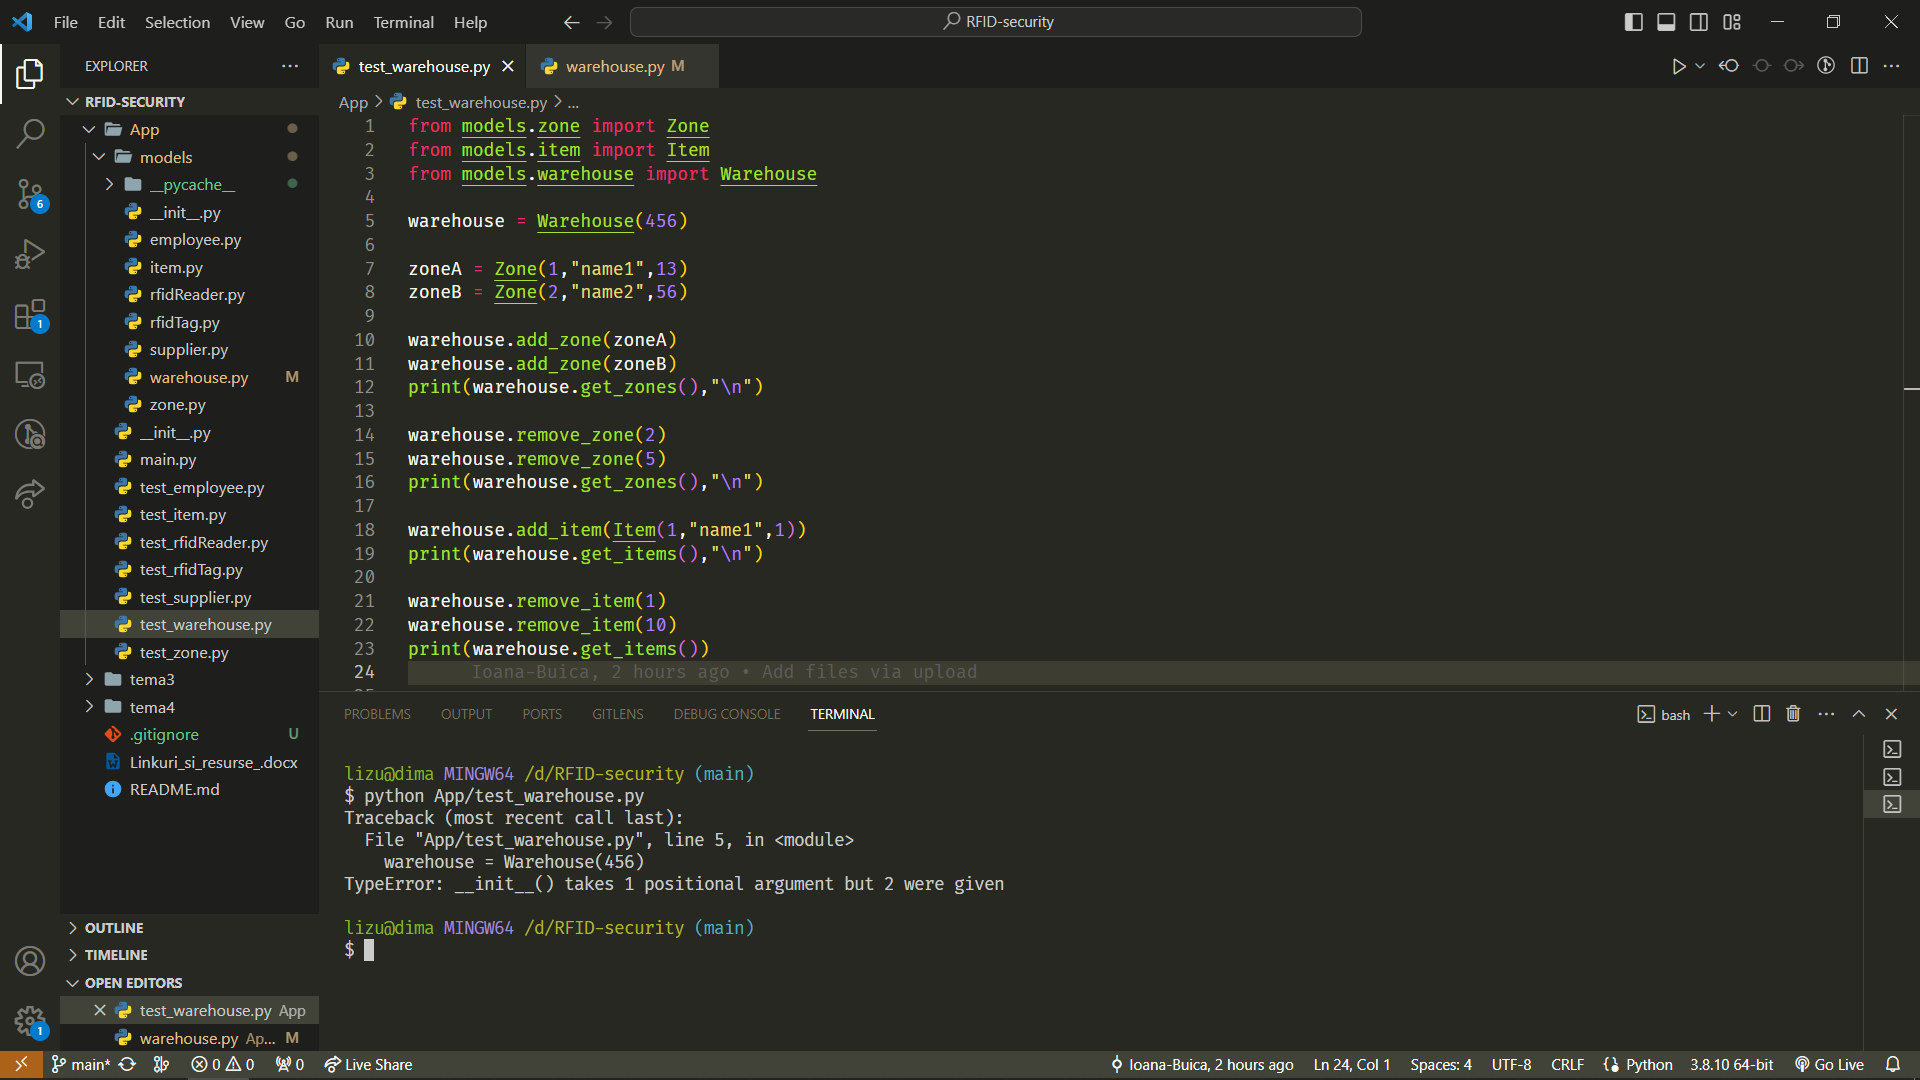 File Edit Selection View Go Run Terminal Help
RFID-security
EXPLORER
test_warehouse.py
warehouse.py M
RFID-SECURITY
App
models
__pycache__
__init__.py
employee.py
item.py
rfidReader.py
rfidTag.py
supplier.py
warehouse.py M
zone.py
__init__.py
main.py
test_employee.py
test_item.py
test_rfidReader.py
test_rfidTag.py
test_supplier.py
test_warehouse.py
test_zone.py
tema3
tema4
.gitignore U
Linkuri_si_resurse_.docx
README.md
OUTLINE
TIMELINE
OPEN EDITORS
test_warehouse.py App
warehouse.py Ap... M
6
1
1
App > test_warehouse.py > ...
1 from models.zone import Zone
2 from models.item import Item
3 from models.warehouse import Warehouse
4
5 warehouse = Warehouse(456)
6
7 zoneA = Zone(1,"name1",13)
8 zoneB = Zone(2,"name2",56)
9
10 warehouse.add_zone(zoneA)
11 warehouse.add_zone(zoneB)
12 print(warehouse.get_zones(),"\n")
13
14 warehouse.remove_zone(2)
15 warehouse.remove_zone(5)
16 print(warehouse.get_zones(),"\n")
17
18 warehouse.add_item(Item(1,"name1",1))
19 print(warehouse.get_items(),"\n")
20
21 warehouse.remove_item(1)
22 warehouse.remove_item(10)
23 print(warehouse.get_items())
24 Ioana-Buica, 2 hours ago • Add files via upload
PROBLEMS OUTPUT PORTS GITLENS DEBUG CONSOLE TERMINAL
bash
lizu@dima MINGW64 /d/RFID-security (main)
$ python App/test_warehouse.py
Traceback (most recent call last):
File "App/test_warehouse.py", line 5, in <module>
warehouse = Warehouse(456)
TypeError: __init__() takes 1 positional argument but 2 were given
lizu@dima MINGW64 /d/RFID-security (main)
$
main* 0 0 0 Live Share
Ioana-Buica, 2 hours ago Ln 24, Col 1 Spaces: 4 UTF-8 CRLF Python 3.8.10 64-bit Go Live